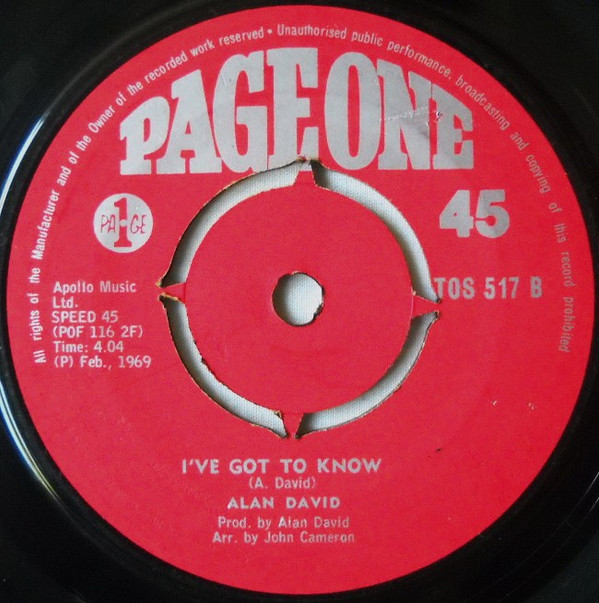 All rights of the Manufacturer and of the Owner of the recorded work reserved • Unauthorised public performance, broadcasting and copying of this record prohibited
PAGE ONE
PA1GE
45
Apollo Music
Ltd.
SPEED 45
(POF 116 2F)
Time: 4.04
(P) Feb., 1969
TOS 517 B
I'VE GOT TO KNOW
(A. David)
ALAN DAVID
Prod. by Alan David
Arr. by John Cameron